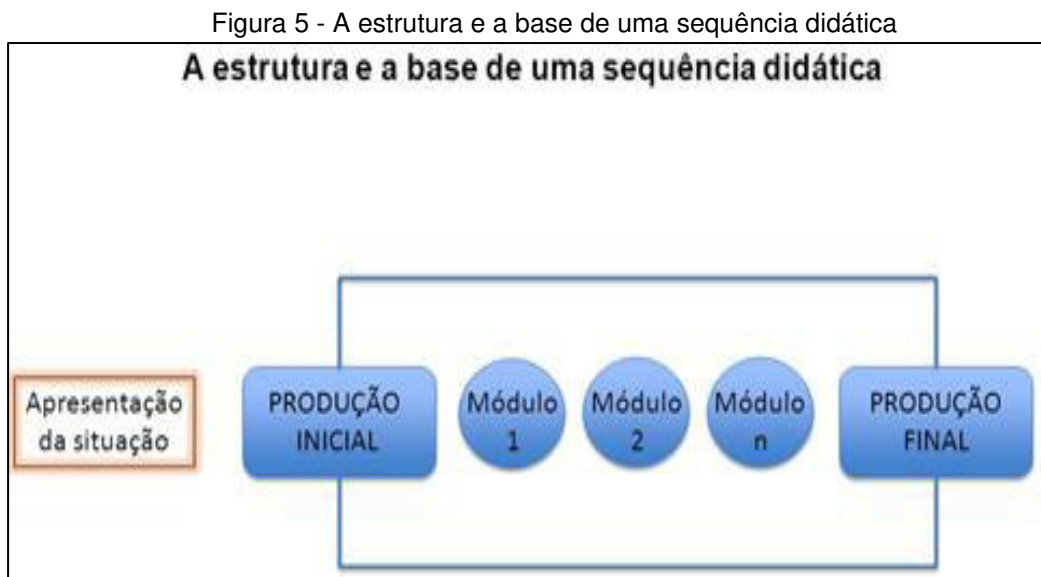 Figura 5 - A estrutura e a base de uma sequência didática
A estrutura e a base de uma sequência didática
Apresentação
da situação
PRODUÇÃO
INICIAL
Módulo
1
Módulo
2
Módulo
n
PRODUÇÃO
FINAL